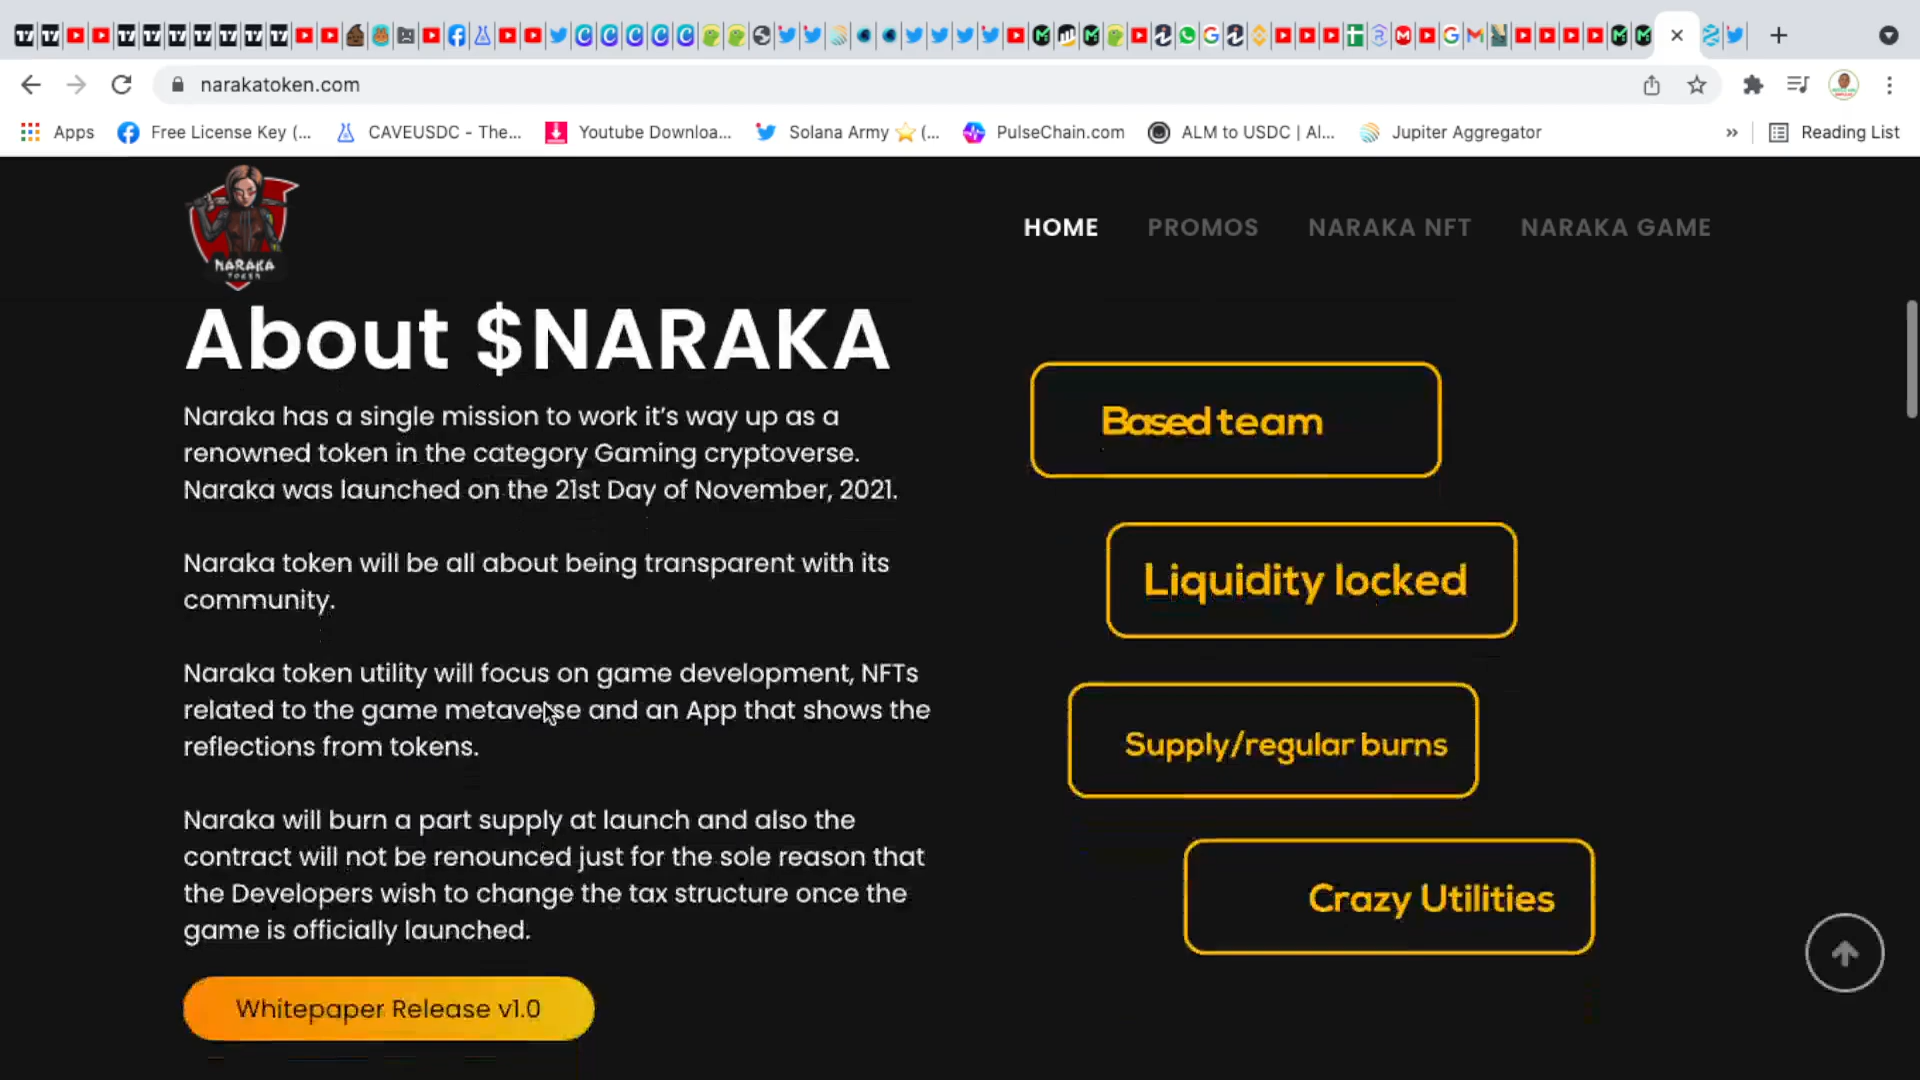 narakatoken.com
Apps
Free License Key (...
CAVEUSDC - The...
Youtube Downloa...
Solana Army ⭐ (...
PulseChain.com
ALM to USDC | Al...
Jupiter Aggregator
»
Reading List
NARAKA
TOKEN
HOME
PROMOS
NARAKA NFT
NARAKA GAME
About $NARAKA
Naraka has a single mission to work it's way up as a
renowned token in the category Gaming cryptoverse.
Naraka was launched on the 21st Day of November, 2021.
Naraka token will be all about being transparent with its
community.
Naraka token utility will focus on game development, NFTs
related to the game metaverse and an App that shows the
reflections from tokens.
Naraka will burn a part supply at launch and also the
contract will not be renounced just for the sole reason that
the Developers wish to change the tax structure once the
game is officially launched.
Whitepaper Release v1.0
Based team
Liquidity locked
Supply/regular burns
Crazy Utilities